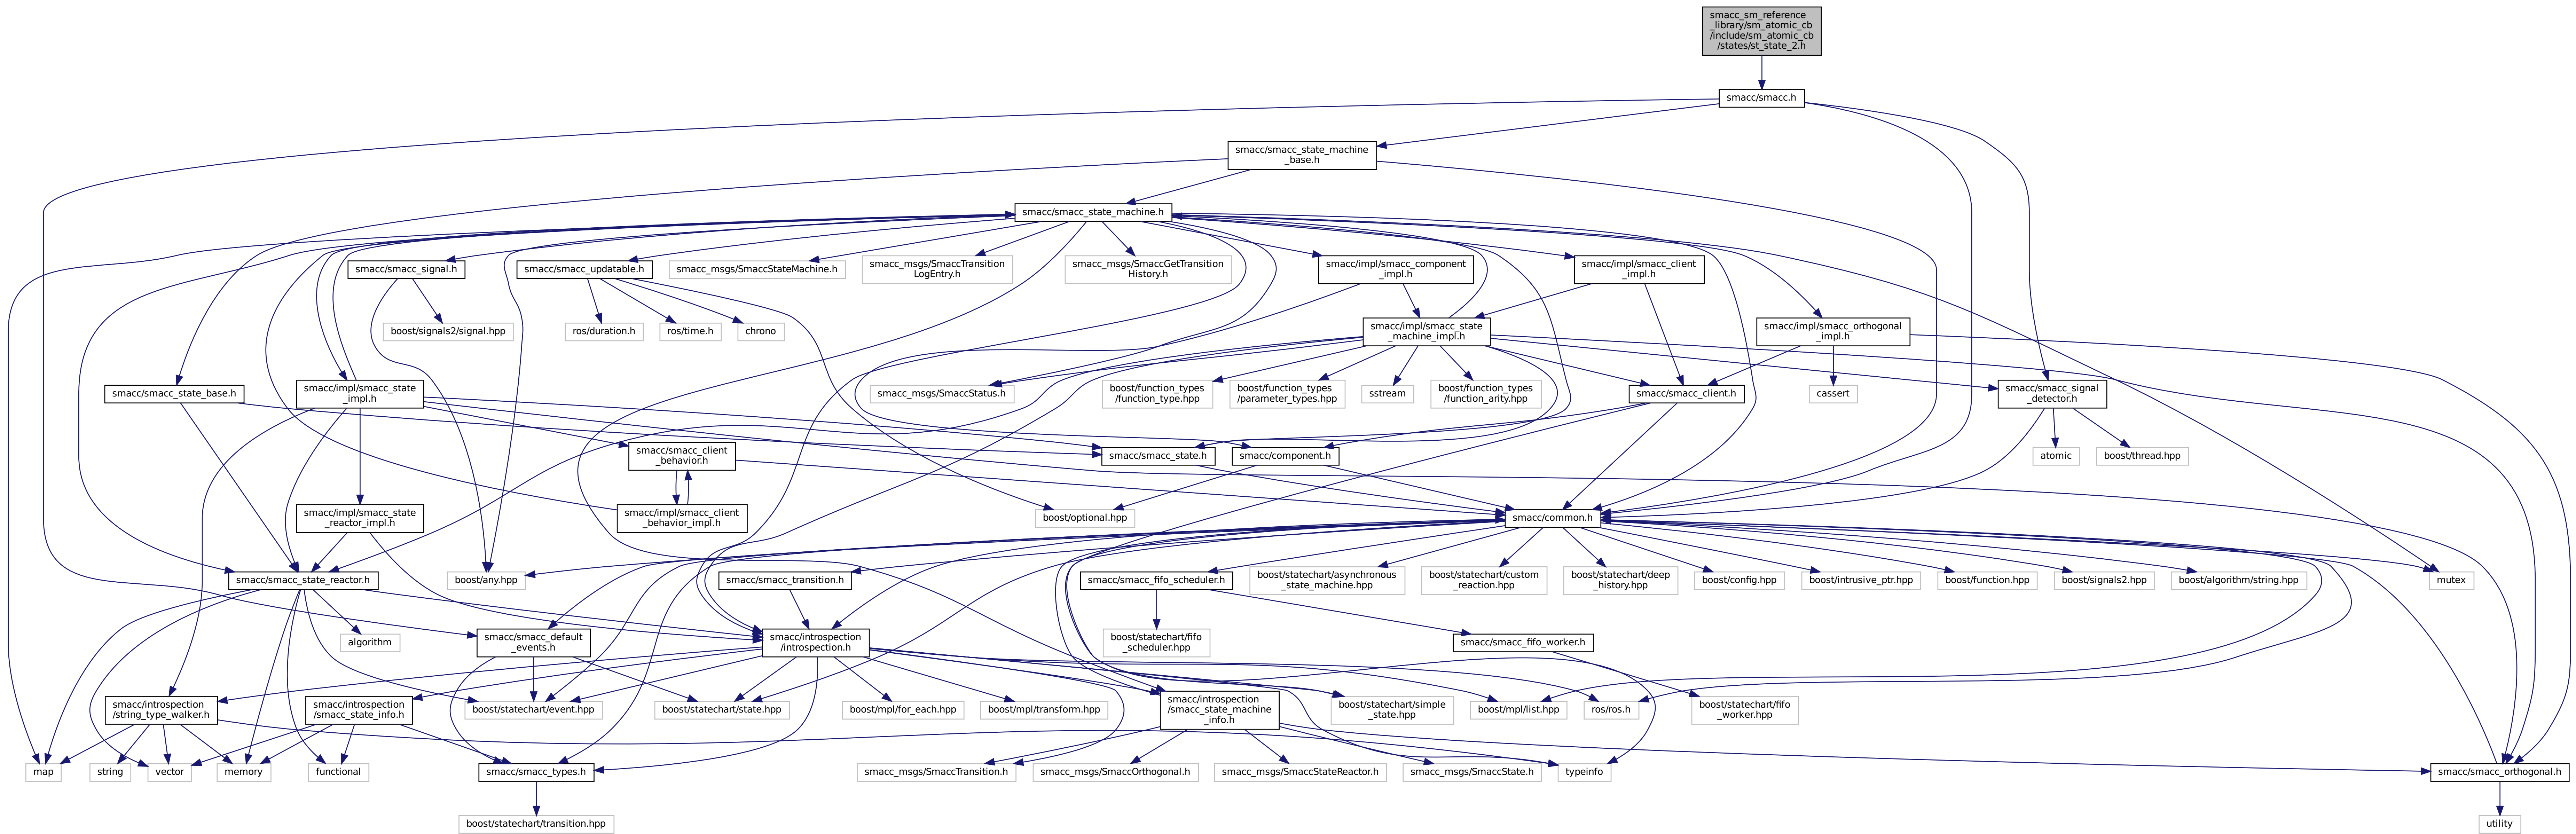 smacc_sm_reference
_library/sm_atomic_cb
/include/sm_atomic_cb
/states/st_state_2.h
smacc/smacc.h
smacc/smacc_state_machine
_base.h
smacc/smacc_state_machine.h
smacc/smacc_signal.h
smacc/smacc_updatable.h
smacc_msgs/SmaccStateMachine.h
smacc_msgs/SmaccTransition
LogEntry.h
smacc_msgs/SmaccGetTransition
History.h
smacc/impl/smacc_component
_impl.h
smacc/impl/smacc_client
_impl.h
boost/signals2/signal.hpp
ros/duration.h
ros/time.h
chrono
smacc/impl/smacc_state
_machine_impl.h
smacc/impl/smacc_orthogonal
_impl.h
smacc/smacc_state_base.h
smacc/impl/smacc_state
_impl.h
smacc_msgs/SmaccStatus.h
boost/function_types
/function_type.hpp
boost/function_types
/parameter_types.hpp
sstream
boost/function_types
/function_arity.hpp
smacc/smacc_client.h
cassert
smacc/smacc_signal
_detector.h
smacc/smacc_client
_behavior.h
smacc/smacc_state.h
smacc/component.h
atomic
boost/thread.hpp
smacc/impl/smacc_state
_reactor_impl.h
smacc/impl/smacc_client
_behavior_impl.h
boost/optional.hpp
smacc/common.h
smacc/smacc_state_reactor.h
boost/any.hpp
smacc/smacc_transition.h
smacc/smacc_fifo_scheduler.h
boost/statechart/asynchronous
_state_machine.hpp
boost/statechart/custom
_reaction.hpp
boost/statechart/deep
_history.hpp
boost/config.hpp
boost/intrusive_ptr.hpp
boost/function.hpp
boost/signals2.hpp
boost/algorithm/string.hpp
mutex
algorithm
smacc/smacc_default
_events.h
smacc/introspection
/introspection.h
boost/statechart/fifo
_scheduler.hpp
smacc/smacc_fifo_worker.h
smacc/introspection
/string_type_walker.h
smacc/introspection
/smacc_state_info.h
boost/statechart/event.hpp
boost/statechart/state.hpp
boost/mpl/for_each.hpp
boost/mpl/transform.hpp
smacc/introspection
/smacc_state_machine
_info.h
boost/statechart/simple
_state.hpp
boost/mpl/list.hpp
ros/ros.h
boost/statechart/fifo
_worker.hpp
map
string
vector
memory
functional
smacc/smacc_types.h
smacc_msgs/SmaccTransition.h
smacc_msgs/SmaccOrthogonal.h
smacc_msgs/SmaccStateReactor.h
smacc_msgs/SmaccState.h
typeinfo
smacc/smacc_orthogonal.h
boost/statechart/transition.hpp
utility